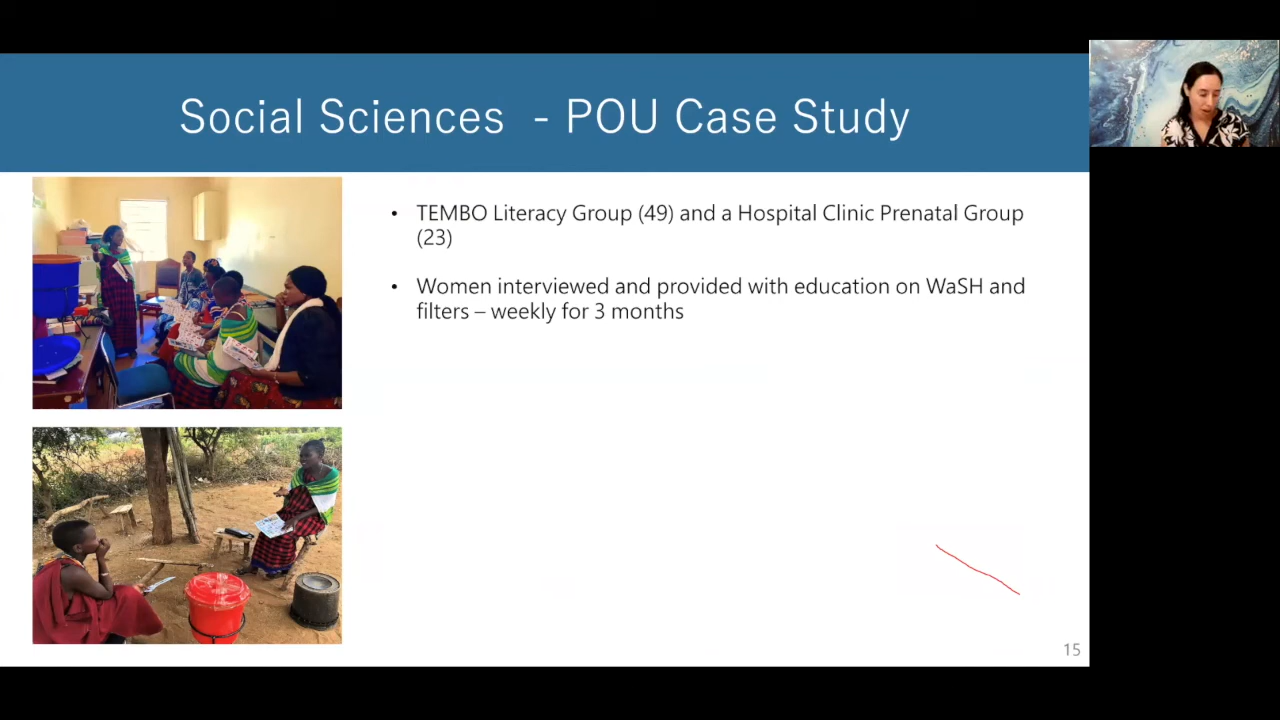 Social Sciences - POU Case Study
• TEMBO Literacy Group (49) and a Hospital Clinic Prenatal Group
(23)
• Women interviewed and provided with education on WaSH and
filters – weekly for 3 months
15